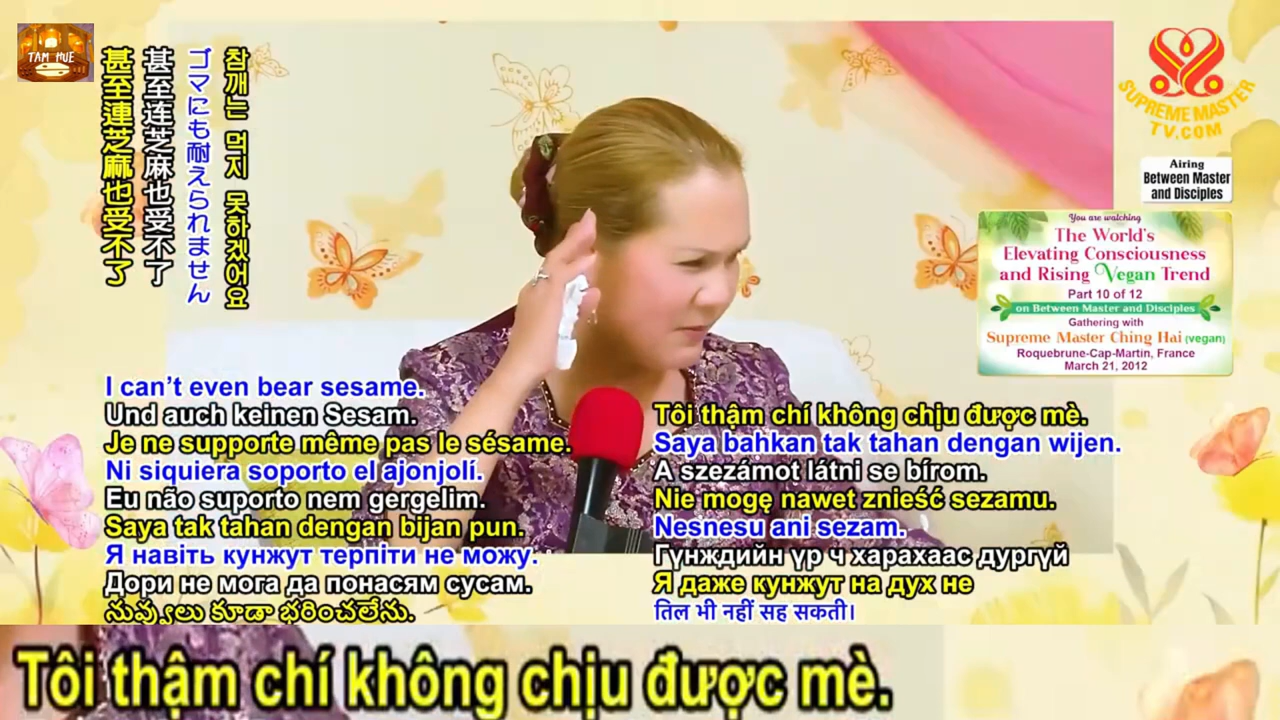 TAM HUE
甚至連芝麻也受不了
甚至连芝麻也受不了
ゴマにも耐えられません
참깨는 먹지 못하겠어요
SUPREME MASTER
TV.COM
Airing
Between Master
and Disciples
You are watching
The World's
Elevating Consciousness
and Rising Vegan Trend
Part 10 of 12
on Between Master and Disciples
Gathering with
Supreme Master Ching Hai (vegan)
Roquebrune-Cap-Martin, France
March 21, 2012
I can't even bear sesame.
Und auch keinen Sesam.
Je ne supporte même pas le sésame.
Ni siquiera soporto el ajonjolí.
Eu não suporto nem gergelim.
Saya tak tahan dengan bijan pun.
Я навіть кунжут терпіти не можу.
Дори не мога да понасям сусам.
నువ్వులు కూడా భరించలేను.
Tôi thậm chí không chịu được mè.
Saya bahkan tak tahan dengan wijen.
A szezámot látni se bírom.
Nie mogę nawet znieść sezamu.
Nesnesu ani sezam.
Гүнждийн үр ч харахаас дургүй
Я даже кунжут на дух не
तिल भी नहीं सह सकती।
Tôi thậm chí không chịu được mè.